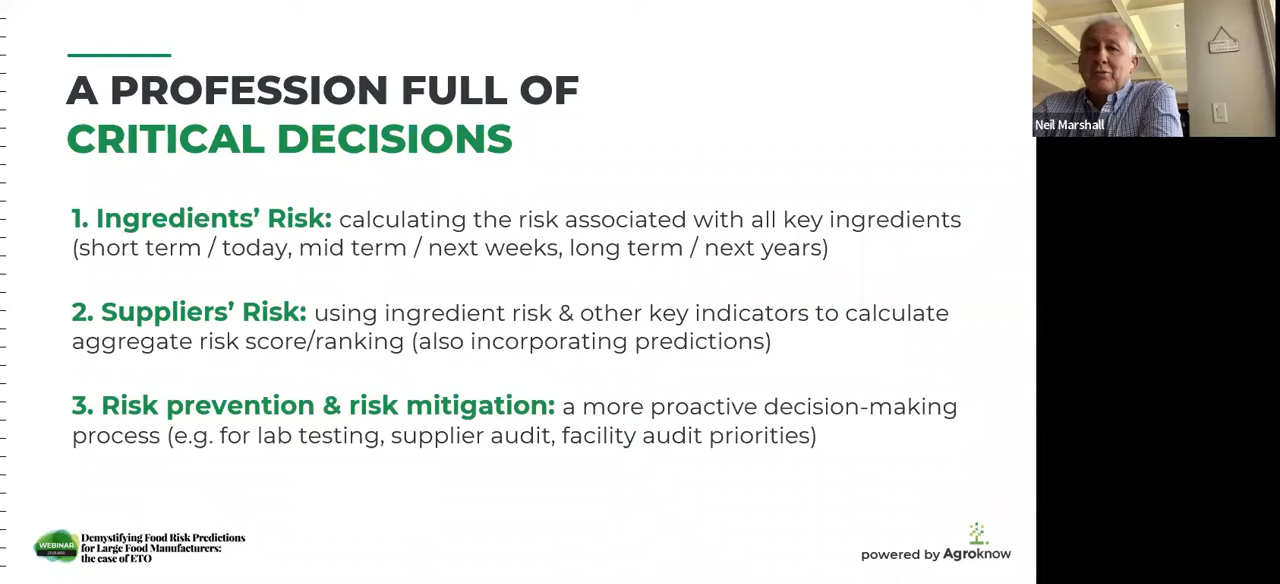 A PROFESSION FULL OF
CRITICAL DECISIONS
1. Ingredients’ Risk: calculating the risk associated with all key ingredients
(short term / today, mid term / next weeks, long term / next years)
2. Suppliers’ Risk: using ingredient risk & other key indicators to calculate
aggregate risk score/ranking (also incorporating predictions)
3. Risk prevention & risk mitigation: a more proactive decision-making
process (e.g. for lab testing, supplier audit, facility audit priorities)
WEBINAR
Demystifying Food Risk Predictions
for Large Food Manufacturers:
the case of ETO
powered by Agroknow
Neil Marshall